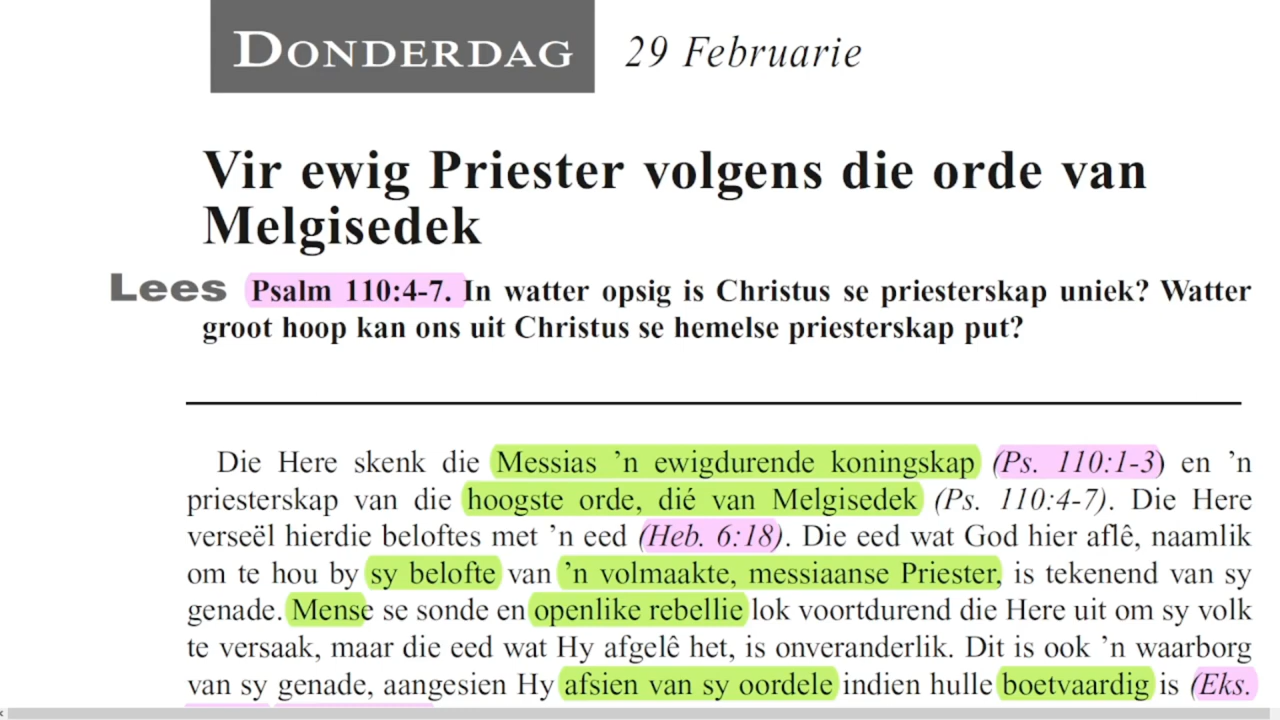 DONDERDAG 29 Februarie
Vir ewig Priester volgens die orde van
Melgisedek
Lees Psalm 110:4-7. In watter opsig is Christus se priesterskap uniek? Watter
groot hoop kan ons uit Christus se hemelse priesterskap put?
Die Here skenk die Messias ’n ewigdurende koningskap (Ps. 110:1-3) en ’n
priesterskap van die hoogste orde, dié van Melgisedek (Ps. 110:4-7). Die Here
verseël hierdie beloftes met ’n eed (Heb. 6:18). Die eed wat God hier aflê, naamlik
om te hou by sy belofte van ’n volmaakte, messiaanse Priester, is tekenend van sy
genade. Mense se sonde en openlike rebellie lok voortdurend die Here uit om sy volk
te versaak, maar die eed wat Hy afgelê het, is onveranderlik. Dit is ook ’n waarborg
van sy genade, aangesien Hy afsien van sy oordele indien hulle boetvaardig is (Eks.